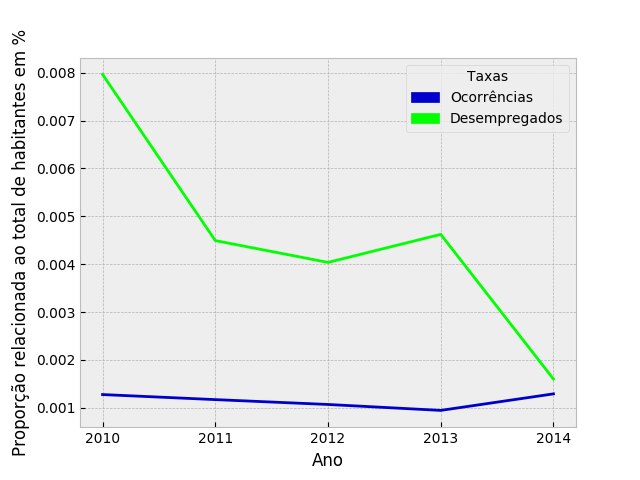 Proporção relacionada ao total de habitantes em %
0.008
0.007
0.006
0.005
0.004
0.003
0.002
0.001
Taxas
Ocorrências
Desempregados
2010 2011 2012 2013 2014
Ano